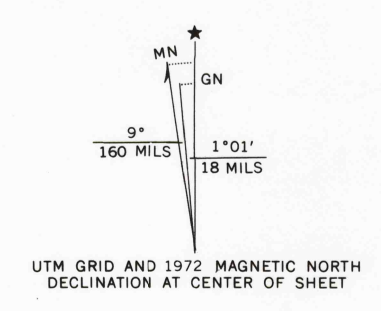 ★
MN
GN
9°
160 MILS
1°01'
18 MILS
UTM GRID AND 1972 MAGNETIC NORTH
DECLINATION AT CENTER OF SHEET